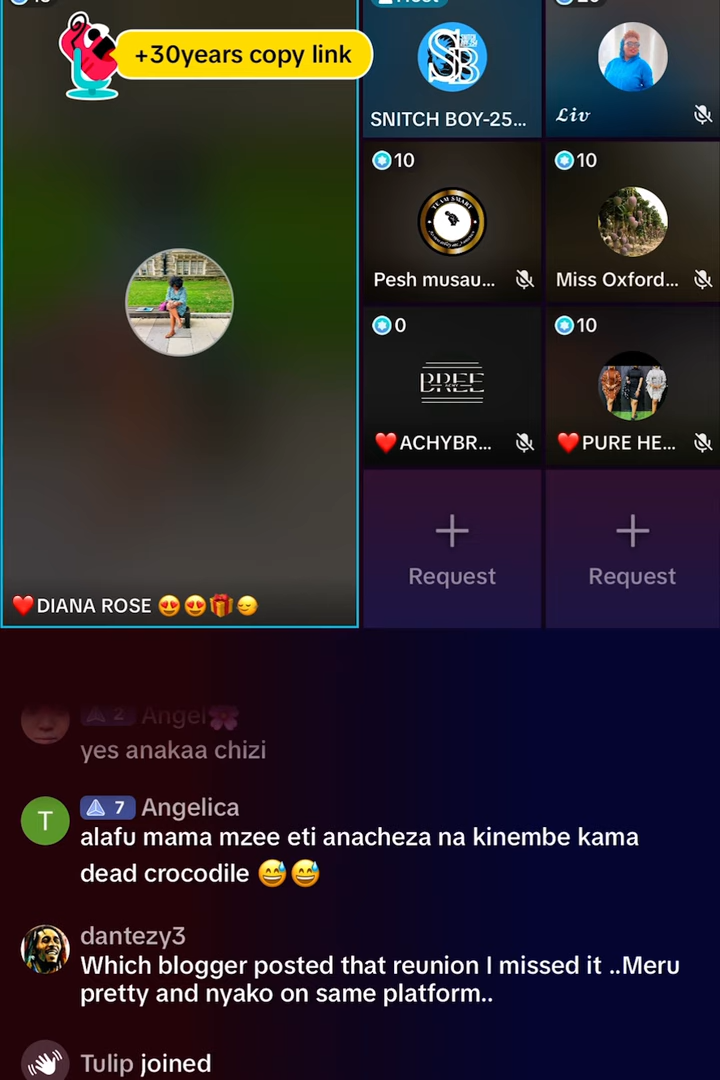 +30years copy link
SNITCH BOY-25...
Liv
10
10
Pesh musau...
Miss Oxford...
0
10
BREE
❤️ACHYBR...
❤️PURE HE...
Request
Request
❤️DIANA ROSE 😍😍🎁😔
2 Angel🌸
yes anakaa chizi
T
7 Angelica
alafu mama mzee eti anacheza na kinembe kama
dead crocodile 😅😅
dantezy3
Which blogger posted that reunion I missed it ..Meru
pretty and nyako on same platform..
Tulip joined